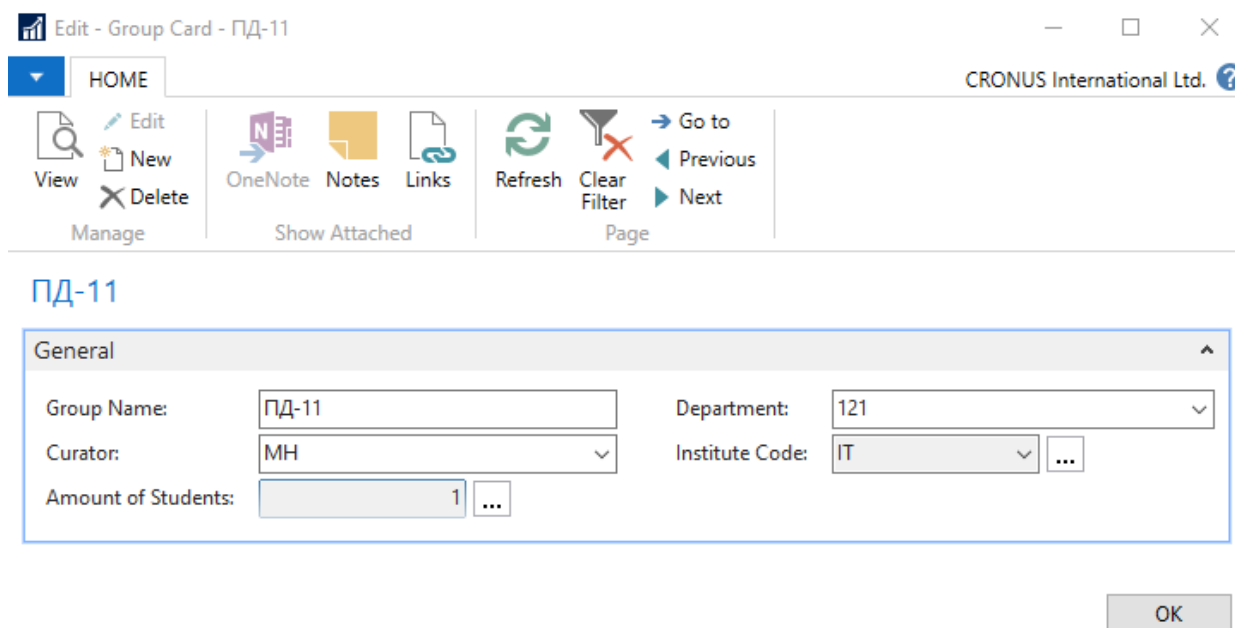 Edit - Group Card - ПД-11
HOME
CRONUS International Ltd. ?
View
Edit
New
Delete
Manage
OneNote
Notes
Links
Show Attached
Refresh
Clear
Filter
Go to
Previous
Next
Page
ПД-11
General
Group Name: ПД-11
Department: 121
Curator: МН
Institute Code: IT ...
Amount of Students: 1 ...
OK